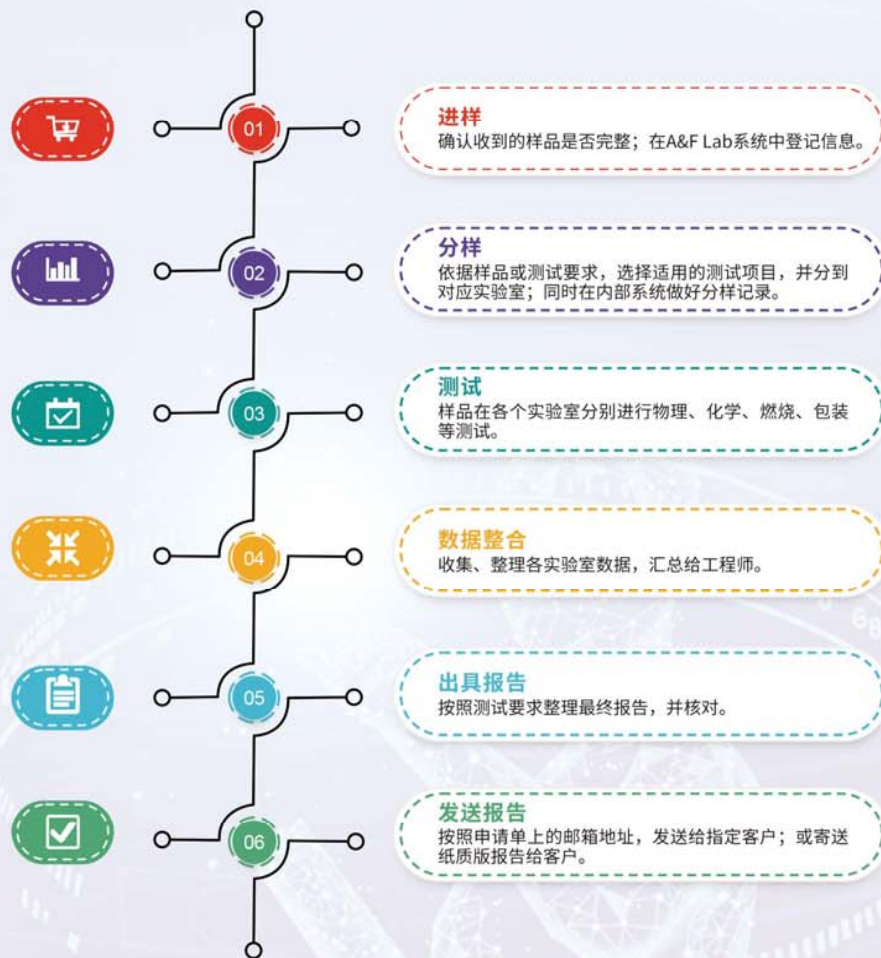 01
进样
确认收到的样品是否完整；在A&F Lab系统中登记信息。
02
分样
依据样品或测试要求，选择适用的测试项目，并分到
对应实验室；同时在内部系统做好分样记录。
03
测试
样品在各个实验室分别进行物理、化学、燃烧、包装
等测试。
04
数据整合
收集、整理各实验室数据，汇总给工程师。
05
出具报告
按照测试要求整理最终报告，并核对。
06
发送报告
按照申请单上的邮箱地址，发送给指定客户；或寄送
纸质版报告给客户。